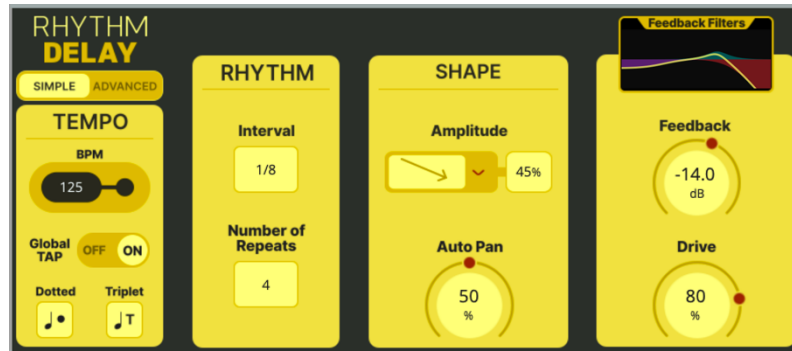 RHYTHM
DELAY
SIMPLE ADVANCED
TEMPO
BPM
125
Global
TAP
OFF ON
Dotted Triplet
T
RHYTHM
Interval
1/8
Number of
Repeats
4
SHAPE
Amplitude
45%
Auto Pan
50
%
Feedback Filters
Feedback
-14.0
dB
Drive
80
%